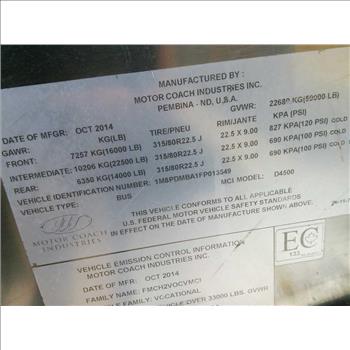 MANUFACTURED BY :
MOTOR COACH INDUSTRIES INC.
PEMBINA - ND, U.S.A.
DATE OF MFGR: OCT 2014 GVWR: 22680 KG(50000 LB)
GAWR: KG(LB) TIRE/PNEU RIM/JANTE KPA (PSI)
FRONT: 7257 KG(16000 LB) 315/80R22.5 J 22.5 X 9.00 827 KPA(120 PSI) COLD
INTERMEDIATE: 10206 KG(22500 LB) 315/80R22.5 J 22.5 X 9.00 690 KPA(100 PSI) COLD
REAR: 6350 KG(14000 LB) 315/80R22.5 J 22.5 X 9.00 690 KPA(100 PSI) COLD
VEHICLE IDENTIFICATION NUMBER: 1M8PDMBA1FP013549 MCI MODEL: D4500
VEHICLE TYPE: BUS
THIS VEHICLE CONFORMS TO ALL APPLICABLE
U.S. FEDERAL MOTOR VEHICLE SAFETY STANDARDS
IN EFFECT ON DATE OF MANUFACTURE SHOWN ABOVE.
MOTOR COACH
INDUSTRIES
EC
133
VEHICLE EMISSION CONTROL INFORMATION
MOTOR COACH INDUSTRIES INC.
DATE OF MFR: OCT 2014
FAMILY NAME: FMCH2VOCVMCI
VOCATIONAL
VEHICLE OVER 33000 LBS. GVWR